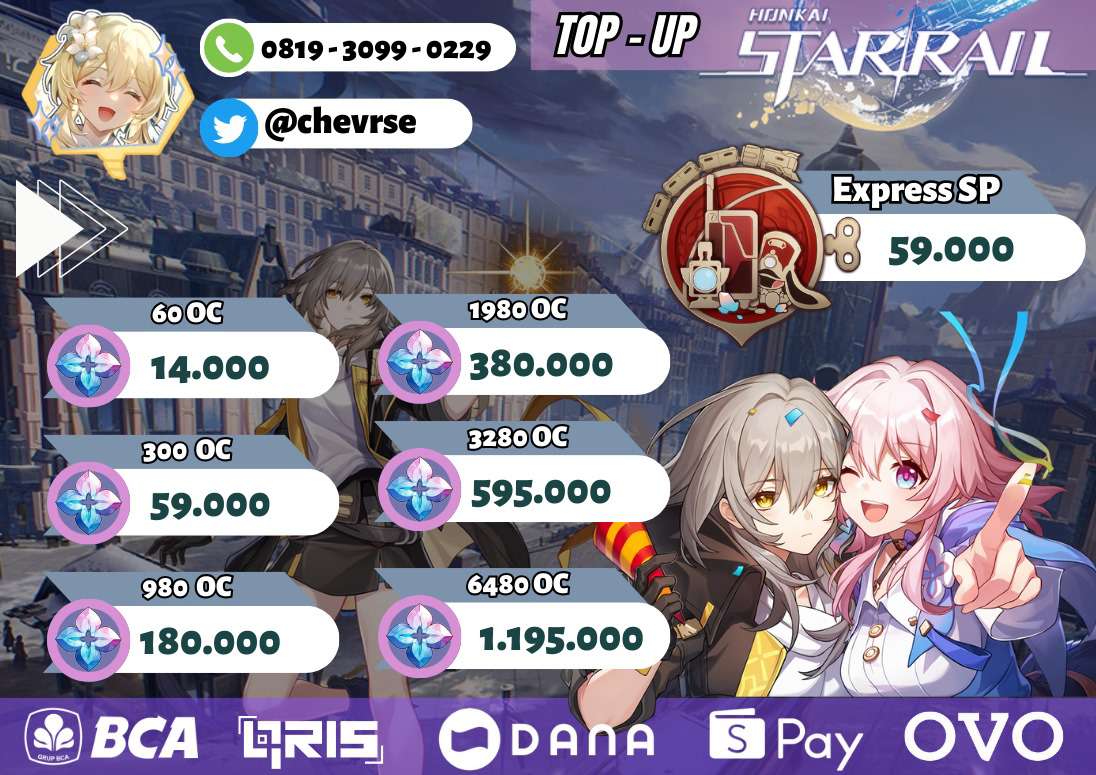 0819 - 3099 - 0229
@chevrse
TOP - UP
HONKAI
STAR RAIL
Express SP
59.000
60 OC
14.000
1980 OC
380.000
300 OC
59.000
3280 OC
595.000
980 OC
180.000
6480 OC
1.195.000
GRUP BCA
BCA
QRIS
DANA
S Pay
OVO